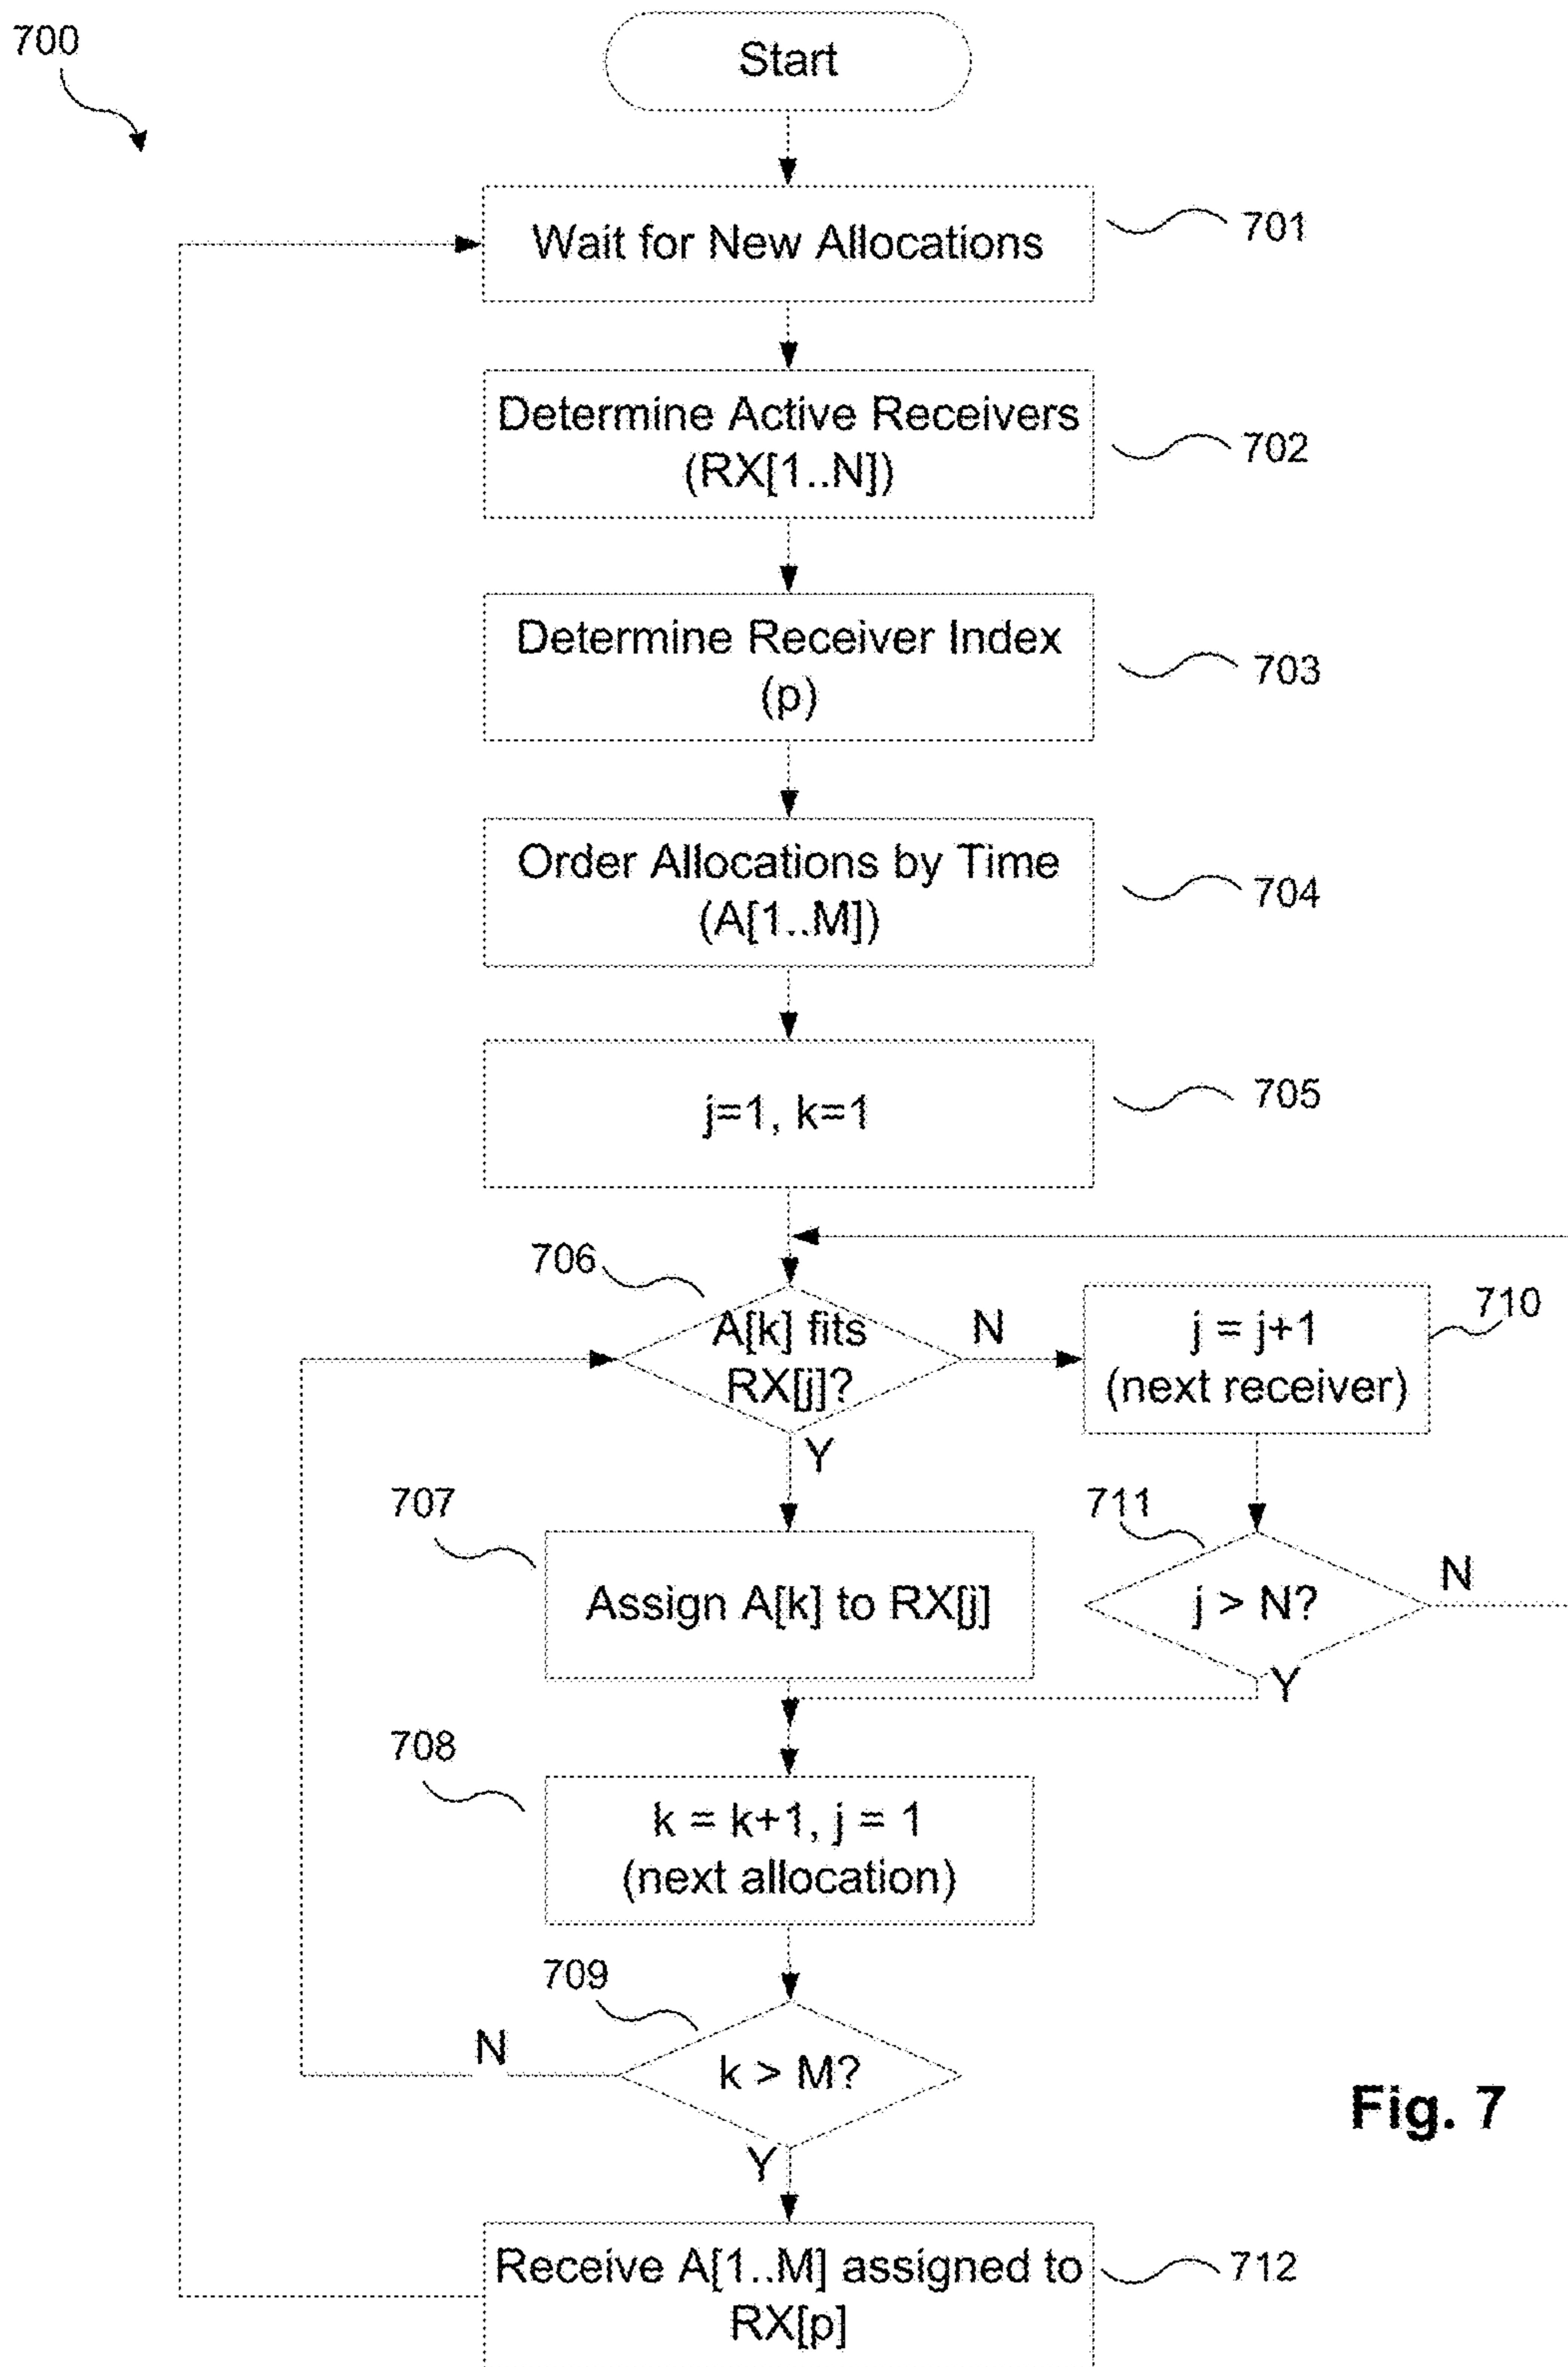 700
Start
Wait for New Allocations
701
Determine Active Receivers
(RX[1..N])
702
Determine Receiver Index
(p)
703
Order Allocations by Time
(A[1..M])
704
j=1, k=1
705
706
A[k] fits
RX[j]?
N
Y
j = j+1
(next receiver)
710
707
Assign A[k] to RX[j]
711
j > N?
N
Y
708
k = k+1, j = 1
(next allocation)
709
k > M?
N
Y
Fig. 7
Receive A[1..M] assigned to
RX[p]
712